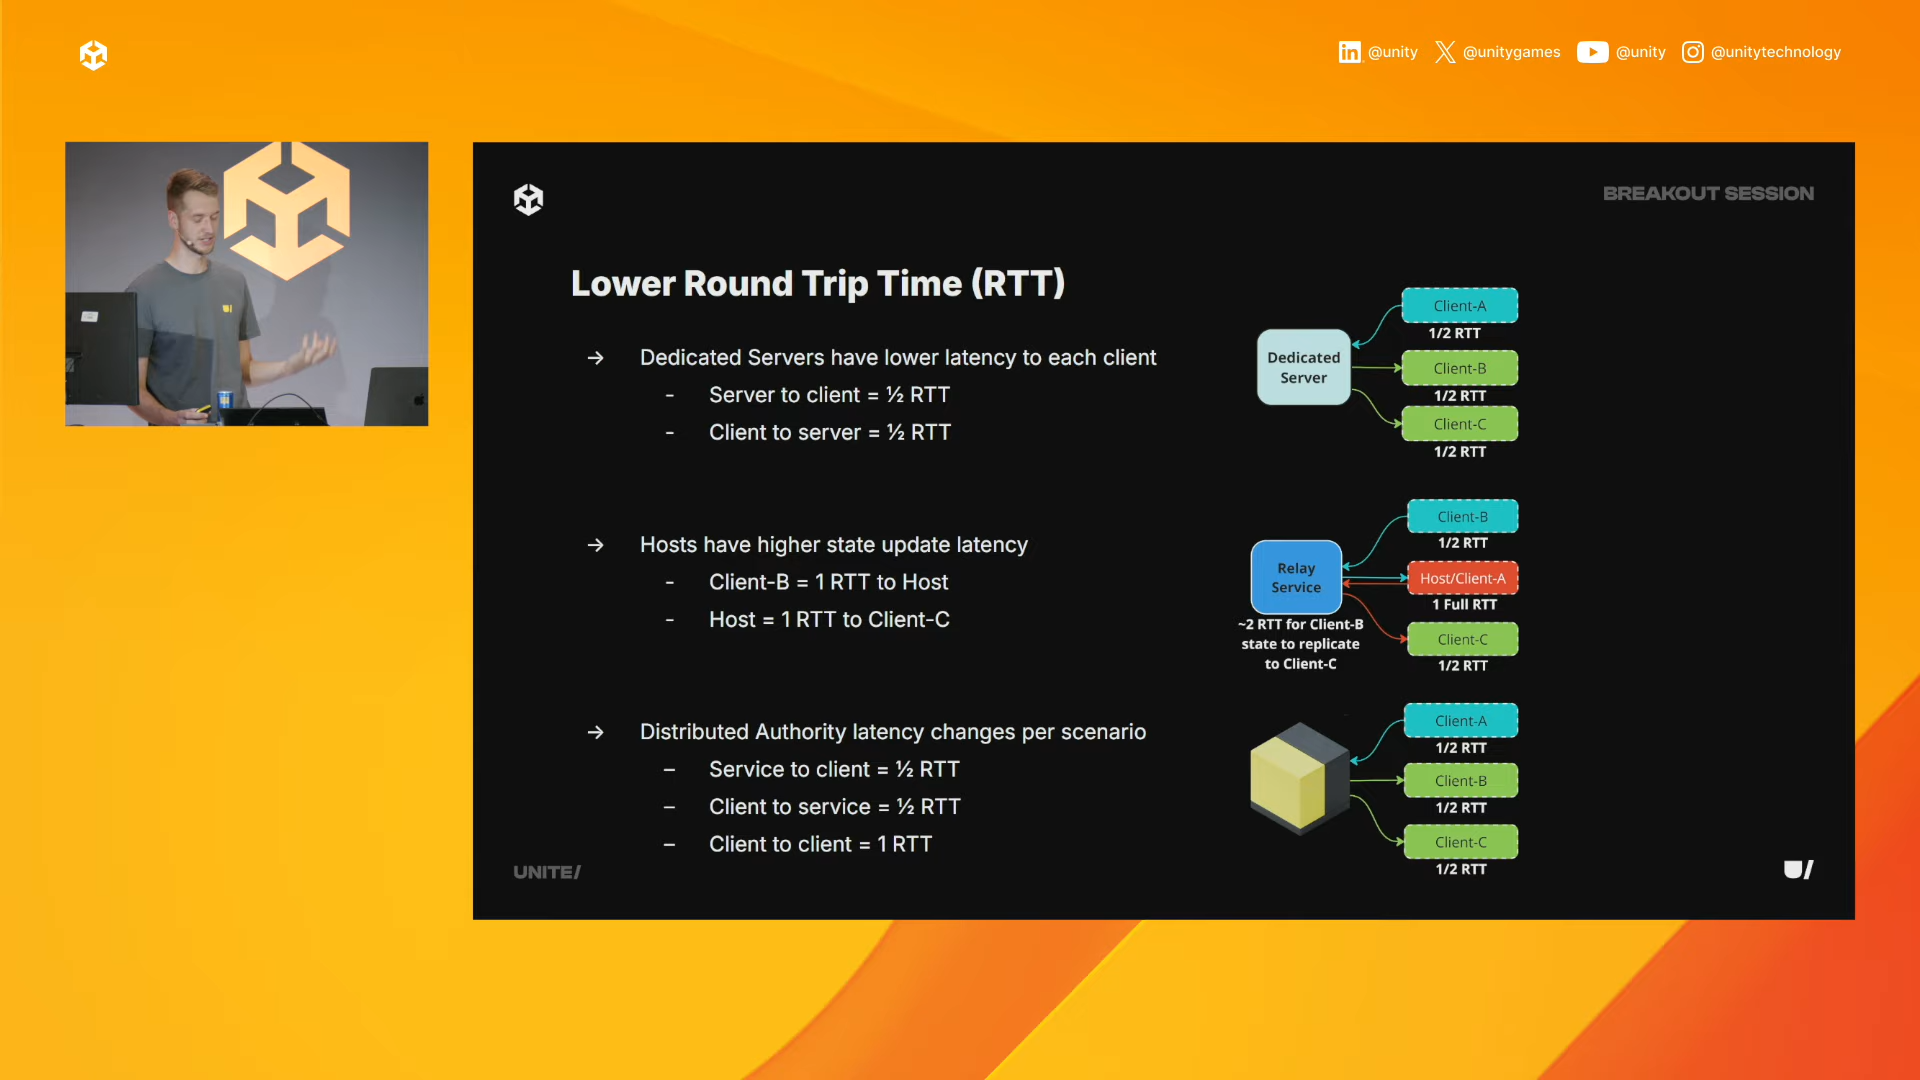 @unity
@unitygames
@unity
@unitytechnology
BREAKOUT SESSION
Lower Round Trip Time (RTT)
→ Dedicated Servers have lower latency to each client
- Server to client = ½ RTT
- Client to server = ½ RTT
→ Hosts have higher state update latency
- Client-B = 1 RTT to Host
- Host = 1 RTT to Client-C
→ Distributed Authority latency changes per scenario
– Service to client = ½ RTT
– Client to service = ½ RTT
– Client to client = 1 RTT
Dedicated
Server
Client-A
1/2 RTT
Client-B
1/2 RTT
Client-C
1/2 RTT
Relay
Service
~2 RTT for Client-B
state to replicate
to Client-C
Client-B
1/2 RTT
Host/Client-A
1 Full RTT
Client-C
1/2 RTT
Client-A
1/2 RTT
Client-B
1/2 RTT
Client-C
1/2 RTT
UNITE/
U/